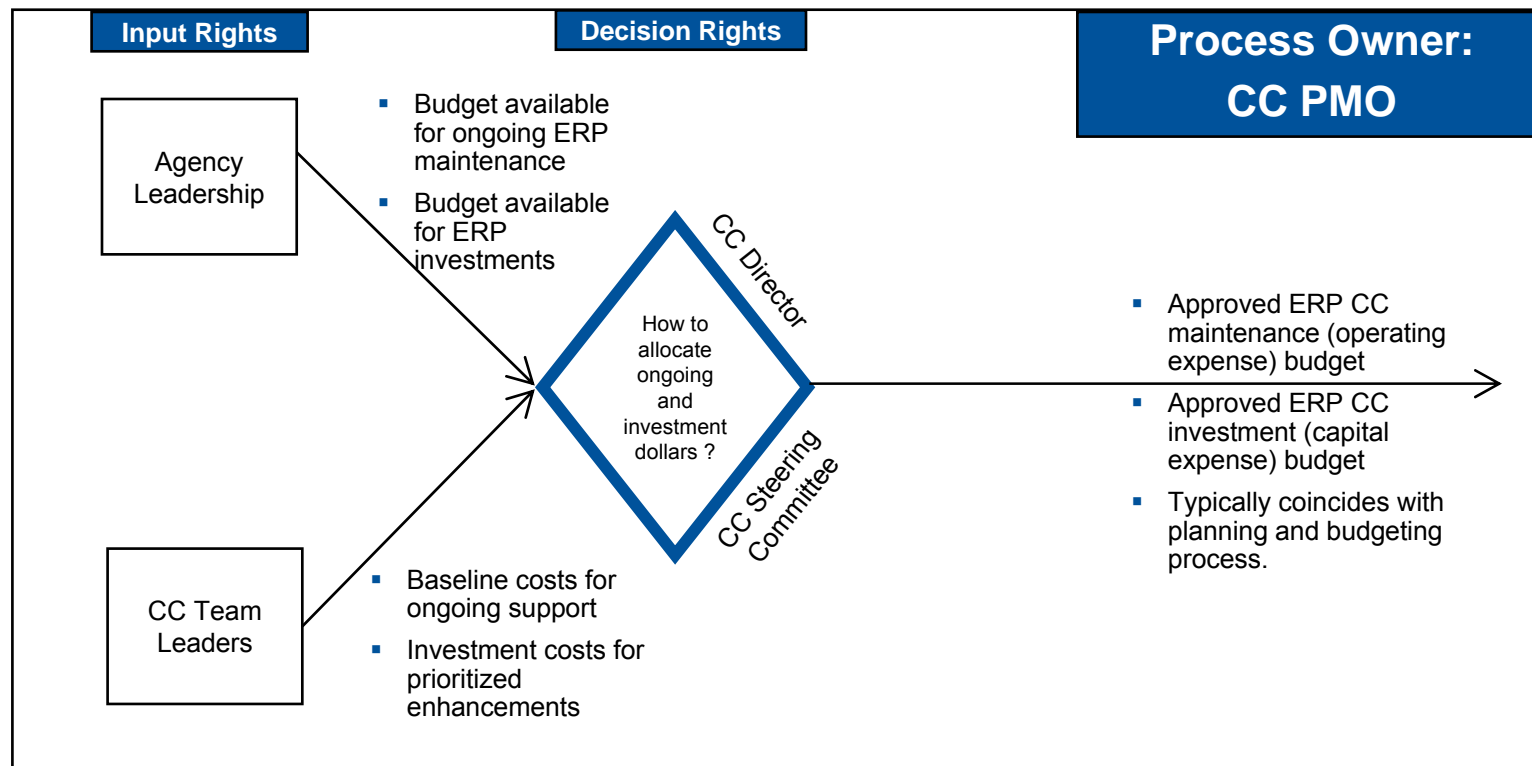 Input Rights
Decision Rights
Process Owner:
CC PMO
Agency
Leadership
▪ Budget available
for ongoing ERP
maintenance
▪ Budget available
for ERP
investments
CC Director
How to
allocate
ongoing
and
investment
dollars ?
CC Steering
Committee
CC Team
Leaders
▪ Baseline costs for
ongoing support
▪ Investment costs for
prioritized
enhancements
▪ Approved ERP CC
maintenance (operating
expense) budget
▪ Approved ERP CC
investment (capital
expense) budget
▪ Typically coincides with
planning and budgeting
process.